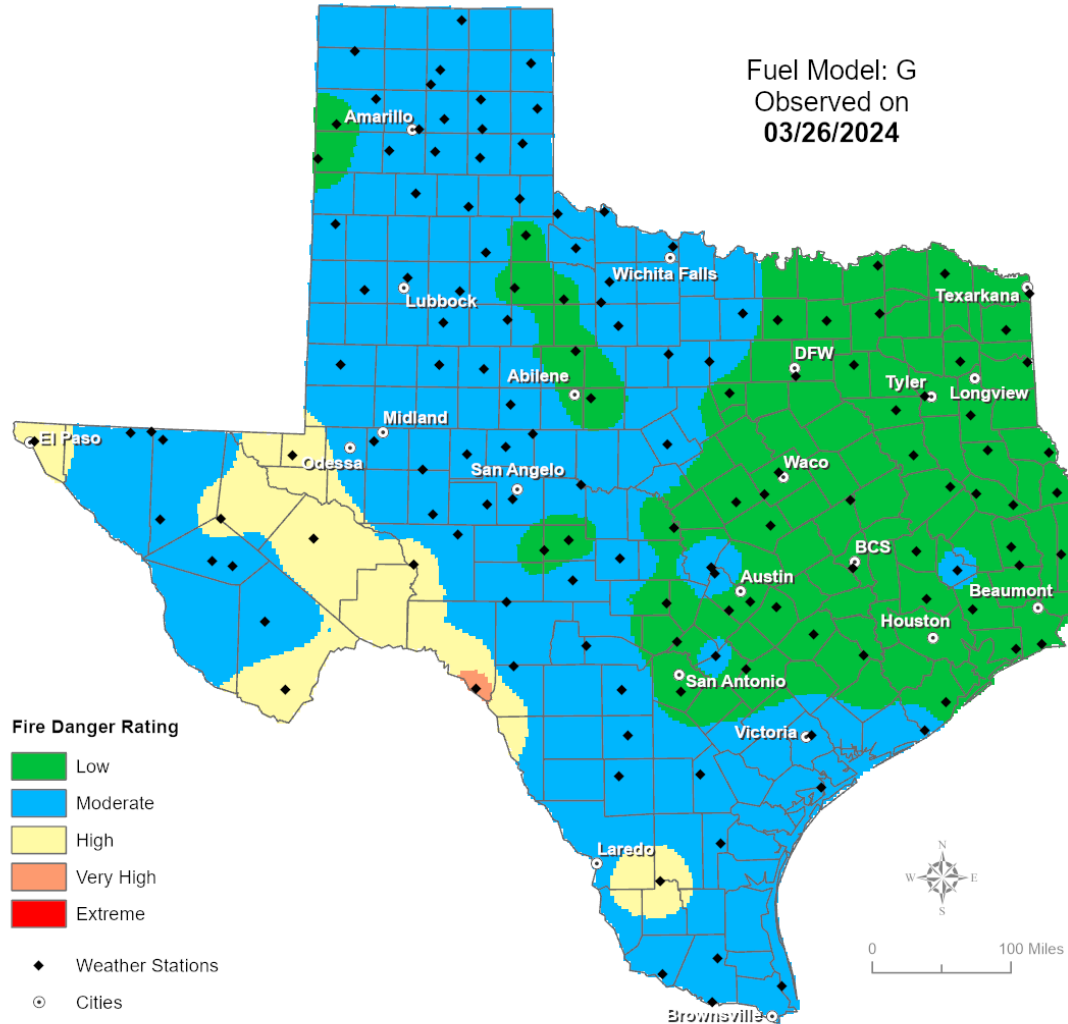 Fuel Model: G
Observed on
03/26/2024
Amarillo
Wichita Falls
Lubbock
Texarkana
DFW
Abilene
Tyler
Longview
Midland
El Paso
Odessa
San Angelo
Waco
BCS
Austin
Beaumont
Houston
San Antonio
Victoria
Laredo
Brownsville
Fire Danger Rating
Low
Moderate
High
Very High
Extreme
Weather Stations
Cities
N
W E
S
0 100 Miles